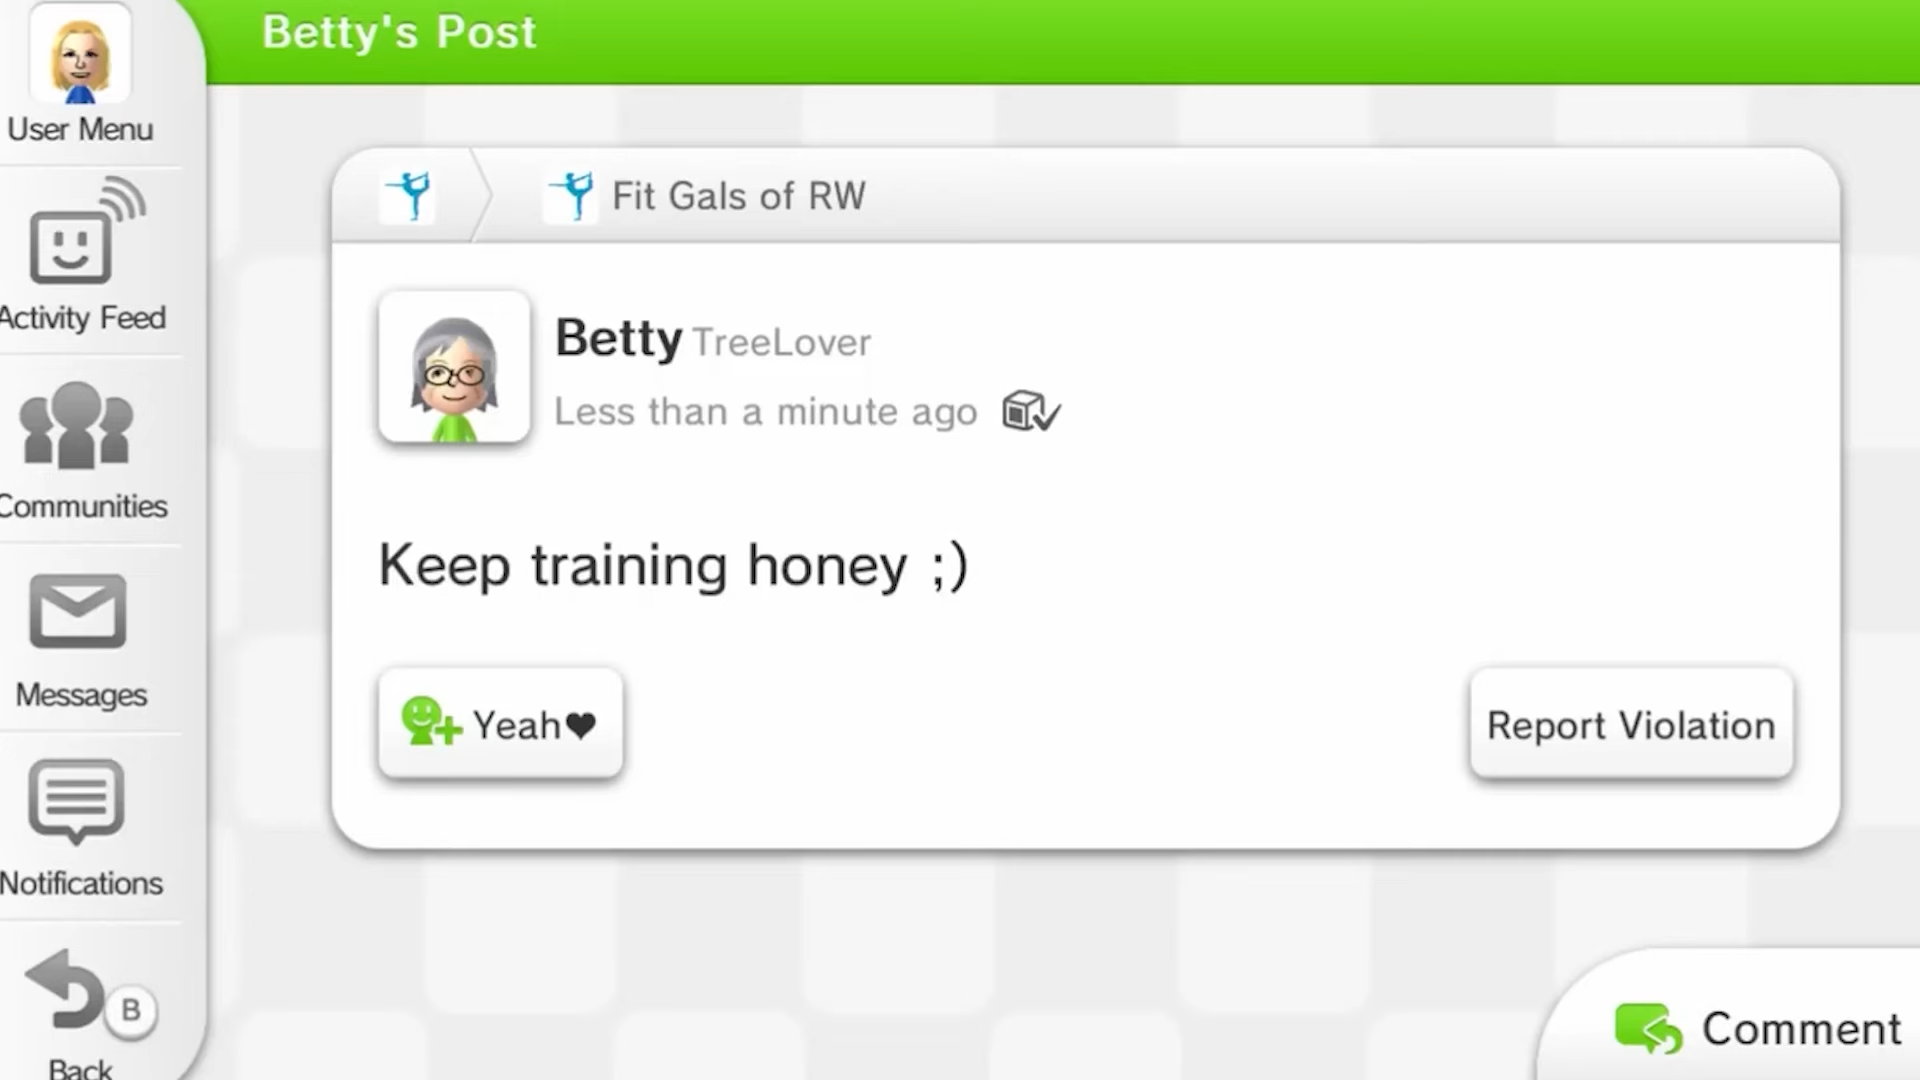 Betty's Post
User Menu
Activity Feed
Communities
Messages
Notifications
B
Back
Fit Gals of RW
Betty TreeLover
Less than a minute ago
Keep training honey ;)
Yeah♥
Report Violation
Comment